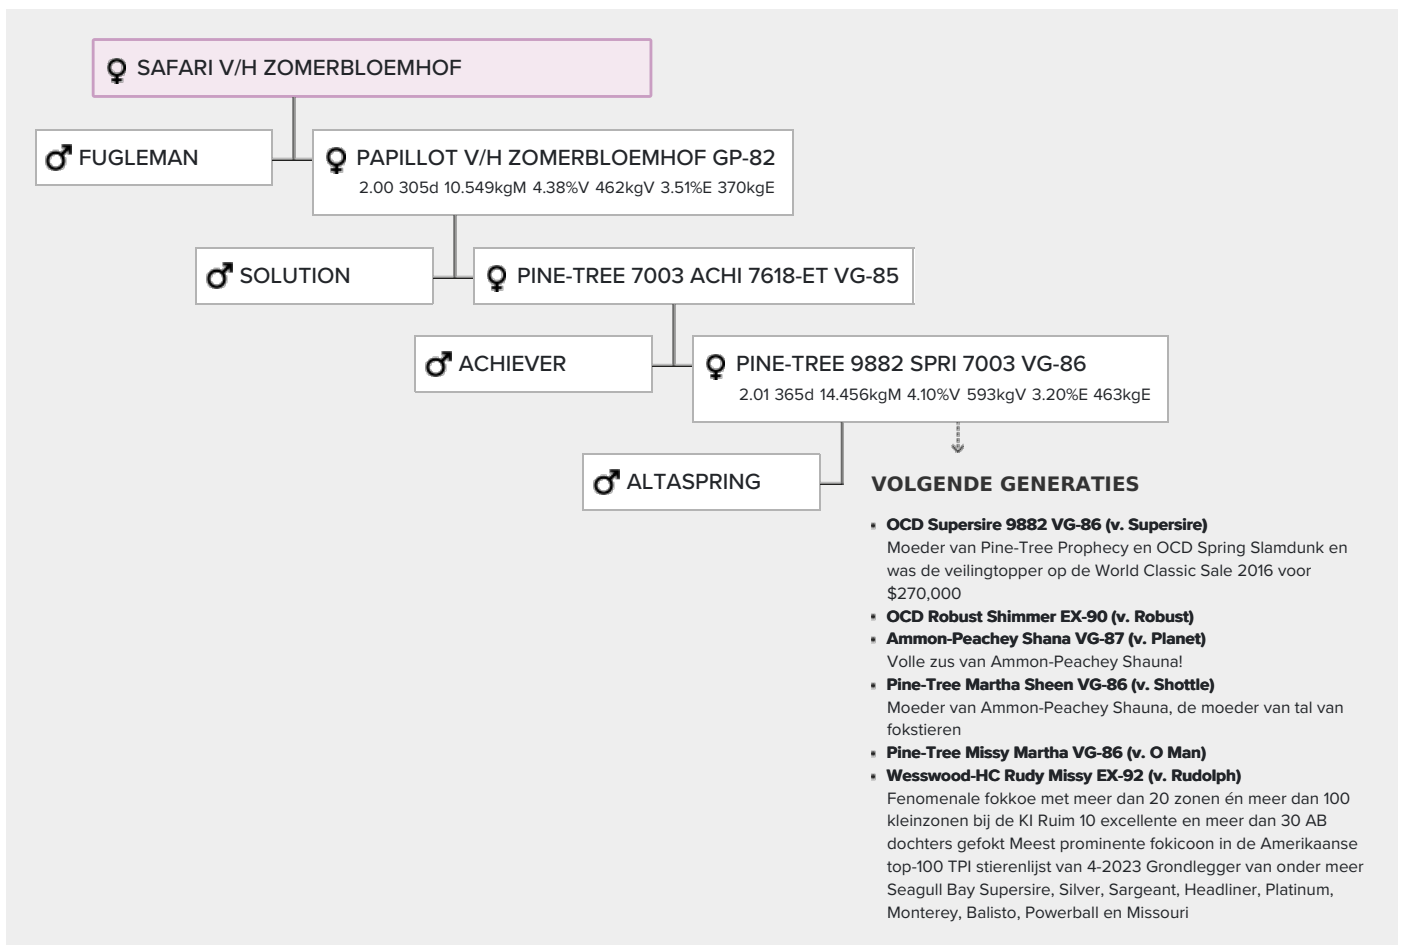 SAFARI V/H ZOMERBLOEMHOF
FUGLEMAN
PAPILLOT V/H ZOMERBLOEMHOF GP-82
2.00 305d 10.549kgM 4.38%V 462kgV 3.51%E 370kgE
SOLUTION
PINE-TREE 7003 ACHI 7618-ET VG-85
ACHIEVER
PINE-TREE 9882 SPRI 7003 VG-86
2.01 365d 14.456kgM 4.10%V 593kgV 3.20%E 463kgE
ALTASPRING
VOLGENDE GENERATIES
OCD Supersire 9882 VG-86 (v. Supersire)
Moeder van Pine-Tree Prophecy en OCD Spring Slamdunk en
was de veilingtopper op de World Classic Sale 2016 voor
$270,000
OCD Robust Shimmer EX-90 (v. Robust)
Ammon-Peachey Shana VG-87 (v. Planet)
Volle zus van Ammon-Peachey Shauna!
Pine-Tree Martha Sheen VG-86 (v. Shottle)
Moeder van Ammon-Peachey Shauna, de moeder van tal van
fokstieren
Pine-Tree Missy Martha VG-86 (v. O Man)
Wesswood-HC Rudy Missy EX-92 (v. Rudolph)
Fenomenale fokkoe met meer dan 20 zonen én meer dan 100
kleinzonen bij de KI Ruim 10 excellente en meer dan 30 AB
dochters gefokt Meest prominente fokicoon in de Amerikaanse
top-100 TPI stierenlijst van 4-2023 Grondlegger van onder meer
Seagull Bay Supersire, Silver, Sargeant, Headliner, Platinum,
Monterey, Balisto, Powerball en Missouri